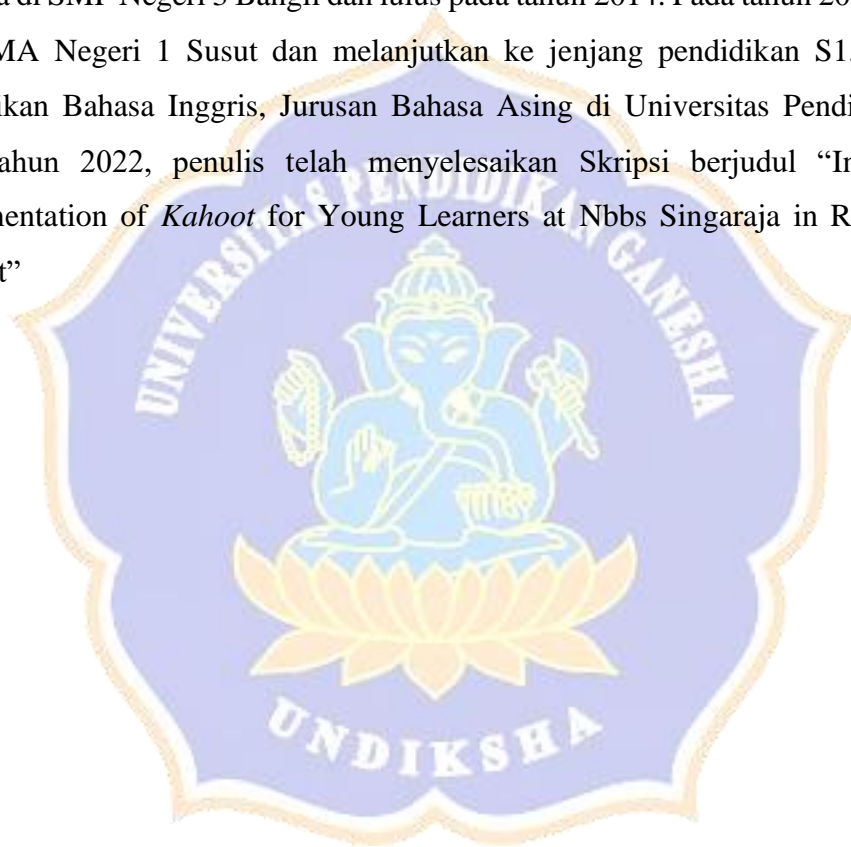 a di SMP Negeri 3 Bangli dan lulus pada tahun 2014. Pada tahun 20
MA Negeri 1 Susut dan melanjutkan ke jenjang pendidikan S1.
ikan Bahasa Inggris, Jurusan Bahasa Asing di Universitas Pendi
ahun 2022, penulis telah menyelesaikan Skripsi berjudul “In
nentation of Kahoot for Young Learners at Nbbs Singaraja in R
t”
UNIVERSITAS PENDIDIKAN GANESHA
UNDIKSHA